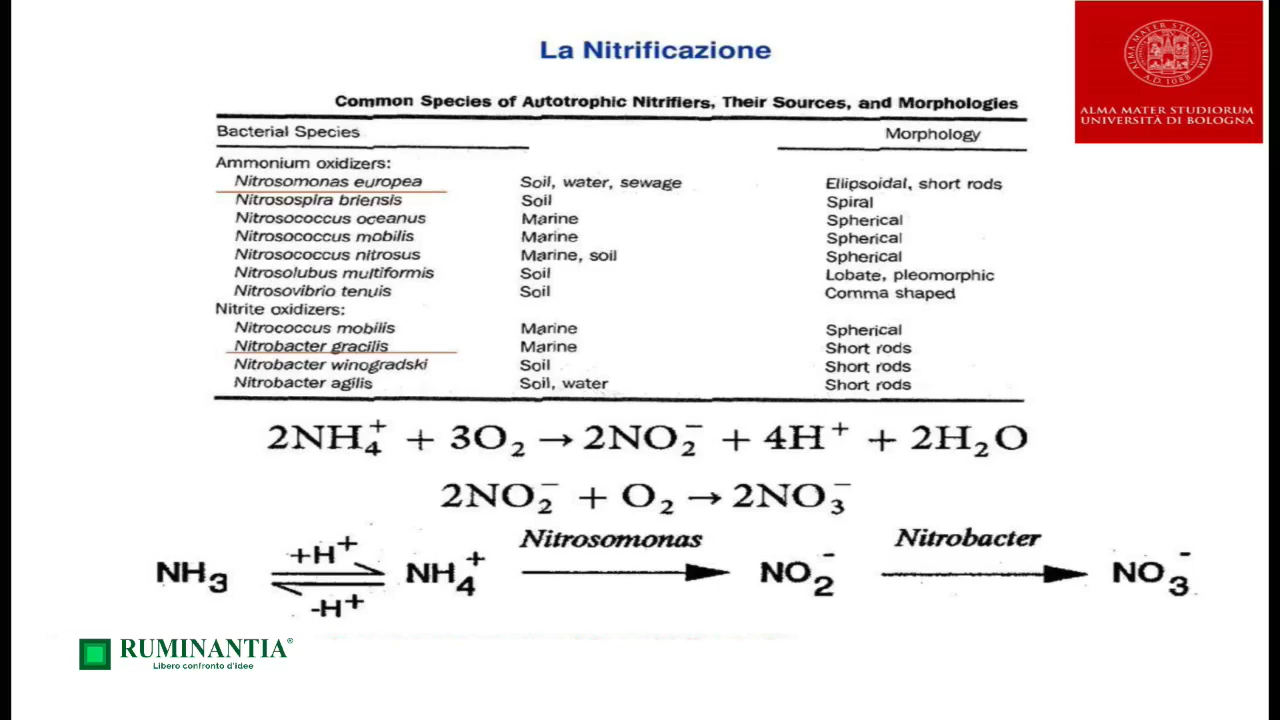 La Nitrificazione
ALMA MATER STUDIORUM A.D. 1088
ALMA MATER STUDIORUM
UNIVERSITÀ DI BOLOGNA
Common Species of Autotrophic Nitrifiers, Their Sources, and Morphologies
Bacterial Species Morphology
Ammonium oxidizers:
Nitrosomonas europea Soil, water, sewage Ellipsoidal, short rods
Nitrosospira briensis Soil Spiral
Nitrosococcus oceanus Marine Spherical
Nitrosococcus mobilis Marine Spherical
Nitrosococcus nitrosus Marine, soil Spherical
Nitrosolubus multiformis Soil Lobate, pleomorphic
Nitrosovibrio tenuis Soil Comma shaped
Nitrite oxidizers:
Nitrococcus mobilis Marine Spherical
Nitrobacter gracilis Marine Short rods
Nitrobacter winogradski Soil Short rods
Nitrobacter agilis Soil, water Short rods
2NH₄⁺ + 3O₂ → 2NO₂⁻ + 4H⁺ + 2H₂O
2NO₂⁻ + O₂ → 2NO₃⁻
+H⁺ Nitrosomonas Nitrobacter
NH₃ NH₄⁺ NO₂⁻ NO₃⁻
-H⁺
RUMINANTIA®
Libero confronto d'idee